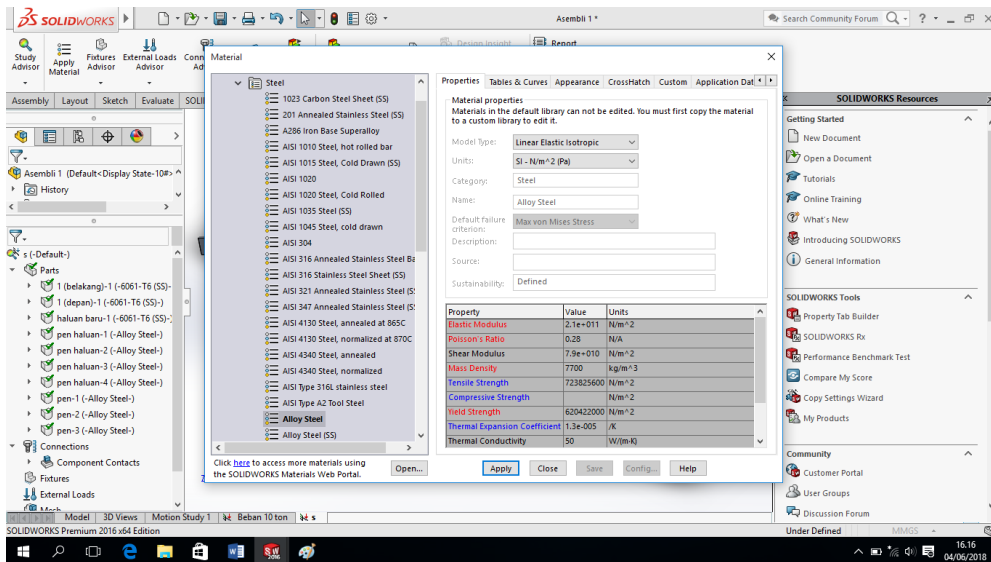 SOLIDWORKS
Asembli 1 *
Search Community Forum
Study Advisor
Apply Material
Fixtures Advisor
External Loads Advisor
Design Insight
Report
Assembly
Layout
Sketch
Evaluate
Asembli 1 (Default<Display State-10#>
History
s (-Default-)
Parts
1 (belakang)-1 (-6061-T6 (SS)-
1 (depan)-1 (-6061-T6 (SS)-)
haluan baru-1 (-6061-T6 (SS)-)
pen haluan-1 (-Alloy Steel-)
pen haluan-2 (-Alloy Steel-)
pen haluan-3 (-Alloy Steel-)
pen haluan-4 (-Alloy Steel-)
pen-1 (-Alloy Steel-)
pen-2 (-Alloy Steel-)
pen-3 (-Alloy Steel-)
Connections
Component Contacts
Fixtures
External Loads
Mesh
Material
Steel
1023 Carbon Steel Sheet (SS)
201 Annealed Stainless Steel (SS)
A286 Iron Base Superalloy
AISI 1010 Steel, hot rolled bar
AISI 1015 Steel, Cold Drawn (SS)
AISI 1020
AISI 1020 Steel, Cold Rolled
AISI 1035 Steel (SS)
AISI 1045 Steel, cold drawn
AISI 304
AISI 316 Annealed Stainless Steel Ba
AISI 316 Stainless Steel Sheet (SS)
AISI 321 Annealed Stainless Steel (S
AISI 347 Annealed Stainless Steel (S
AISI 4130 Steel, annealed at 865C
AISI 4130 Steel, normalized at 870C
AISI 4340 Steel, annealed
AISI 4340 Steel, normalized
AISI Type 316L stainless steel
AISI Type A2 Tool Steel
Alloy Steel
Alloy Steel (SS)
Click here to access more materials using
the SOLIDWORKS Materials Web Portal.
Open...
Properties
Tables & Curves
Appearance
CrossHatch
Custom
Application Dat
Material properties
Materials in the default library can not be edited. You must first copy the material
to a custom library to edit it.
Model Type: Linear Elastic Isotropic
Units: SI - N/m^2 (Pa)
Category: Steel
Name: Alloy Steel
Default failure criterion: Max von Mises Stress
Description:
Source:
Sustainability: Defined
Property Value Units
Elastic Modulus 2.1e+011 N/m^2
Poisson's Ratio 0.28 N/A
Shear Modulus 7.9e+010 N/m^2
Mass Density 7700 kg/m^3
Tensile Strength 723825600 N/m^2
Compressive Strength N/m^2
Yield Strength 620422000 N/m^2
Thermal Expansion Coefficient 1.3e-005 /K
Thermal Conductivity 50 W/(m·K)
Apply
Close
Save
Config...
Help
SOLIDWORKS Resources
Getting Started
New Document
Open a Document
Tutorials
Online Training
What's New
Introducing SOLIDWORKS
General Information
SOLIDWORKS Tools
Property Tab Builder
SOLIDWORKS Rx
Performance Benchmark Test
Compare My Score
Copy Settings Wizard
My Products
Community
Customer Portal
User Groups
Discussion Forum
Model
3D Views
Motion Study 1
Beban 10 ton
s
SOLIDWORKS Premium 2016 x64 Edition
Under Defined
MMGS
16.16
04/06/2018